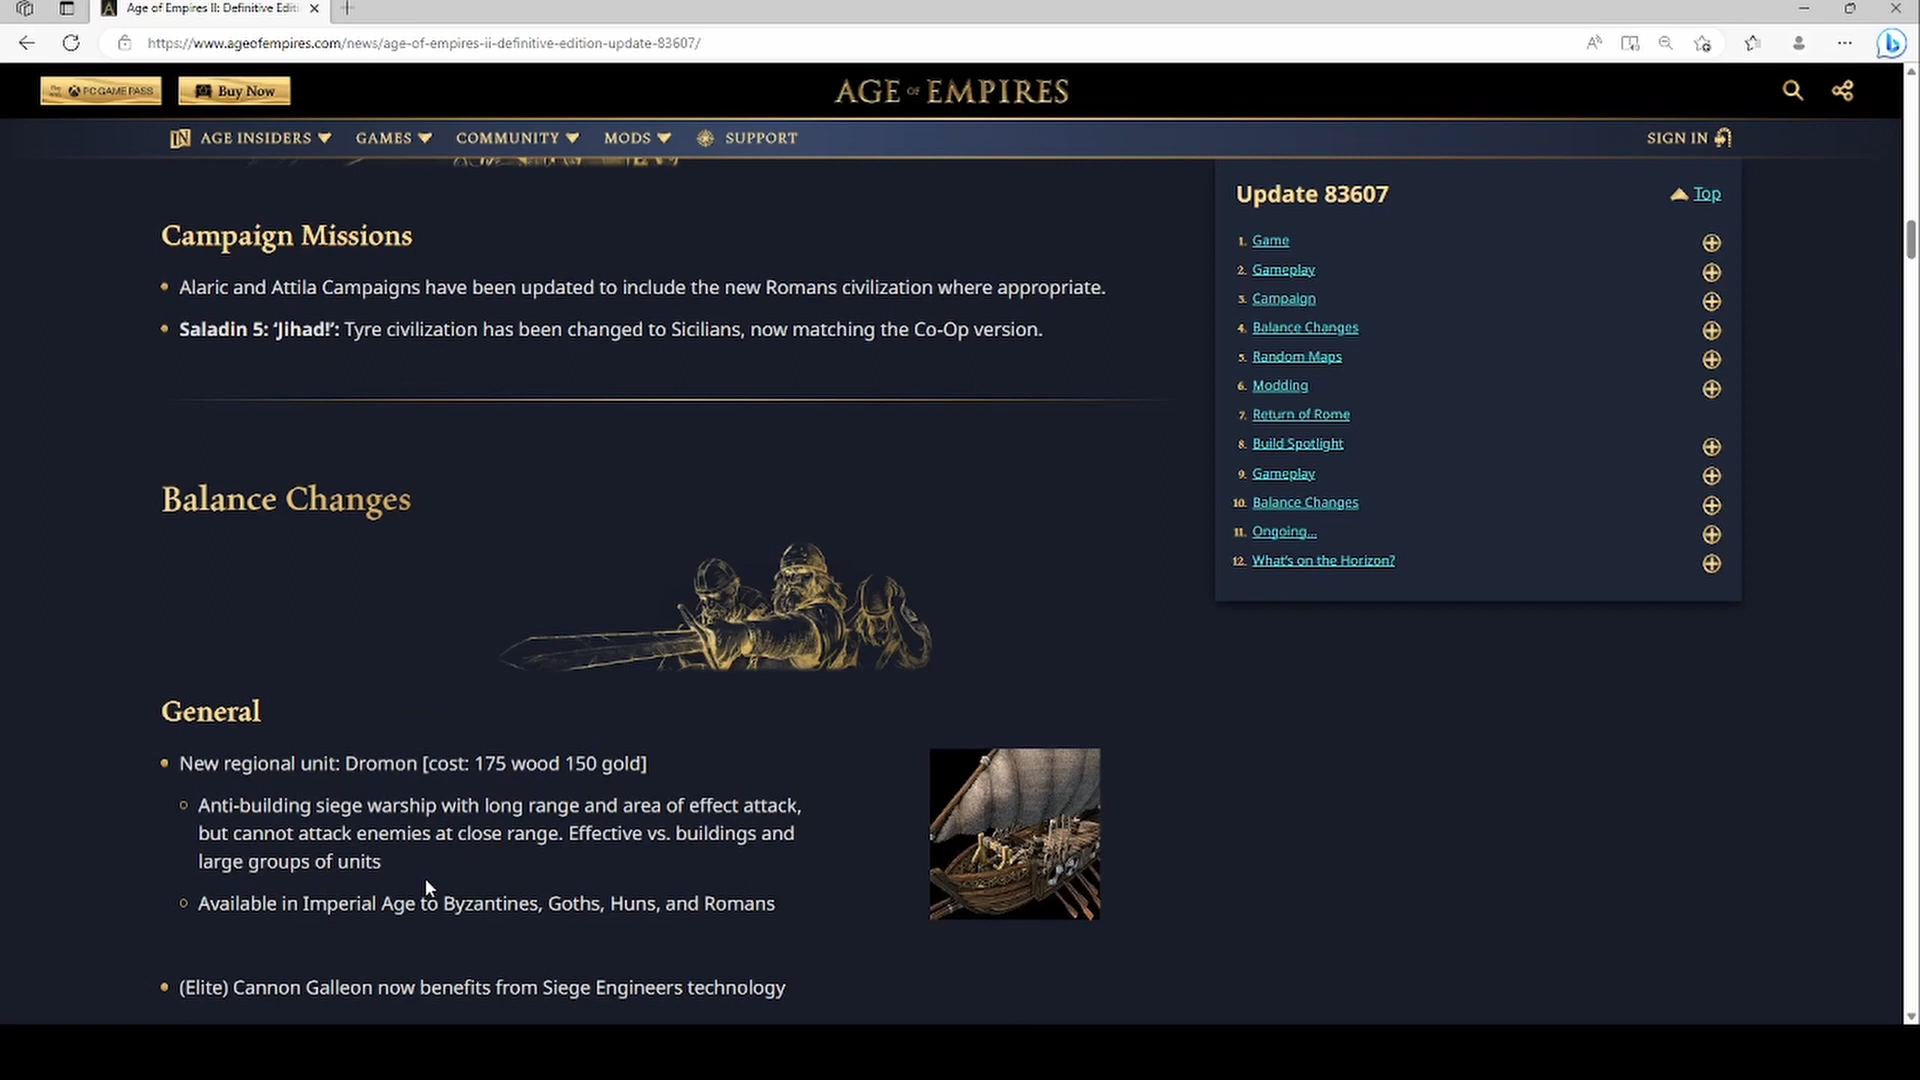 Age of Empires II: Definitive Editi
https://www.ageofempires.com/news/age-of-empires-ii-definitive-edition-update-83607/
PC GAME PASS
Buy Now
AGE OF EMPIRES
AGE INSIDERS
GAMES
COMMUNITY
MODS
SUPPORT
SIGN IN
Campaign Missions
Alaric and Attila Campaigns have been updated to include the new Romans civilization where appropriate.
Saladin 5: ‘Jihad!’: Tyre civilization has been changed to Sicilians, now matching the Co-Op version.
Balance Changes
General
New regional unit: Dromon [cost: 175 wood 150 gold]
Anti-building siege warship with long range and area of effect attack,
but cannot attack enemies at close range. Effective vs. buildings and
large groups of units
Available in Imperial Age to Byzantines, Goths, Huns, and Romans
(Elite) Cannon Galleon now benefits from Siege Engineers technology
Update 83607
Top
1. Game
2. Gameplay
3. Campaign
4. Balance Changes
5. Random Maps
6. Modding
7. Return of Rome
8. Build Spotlight
9. Gameplay
10. Balance Changes
11. Ongoing...
12. What's on the Horizon?